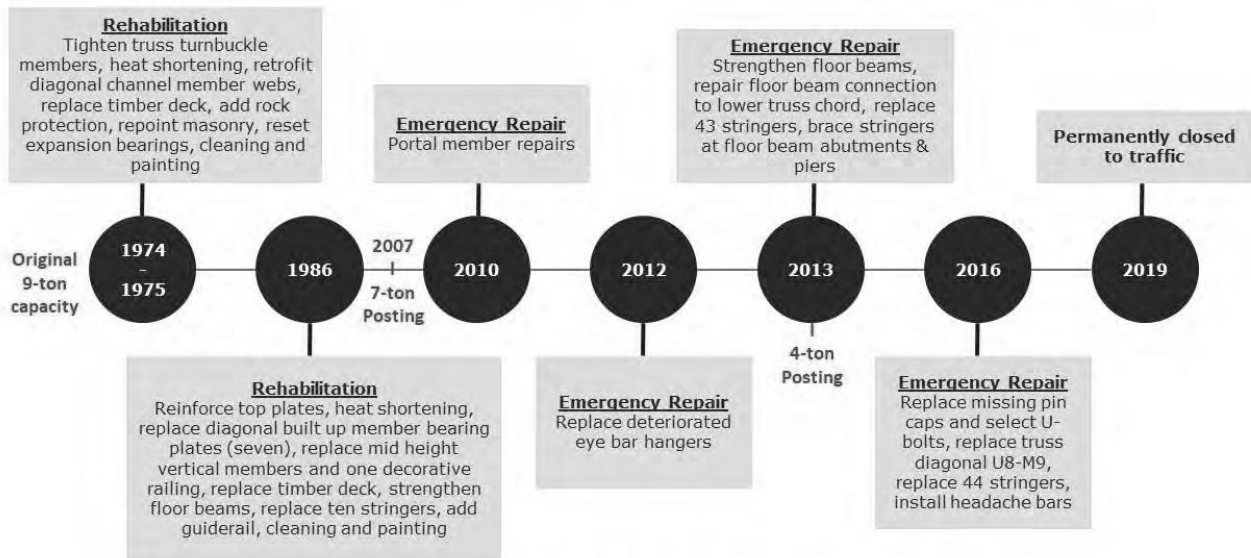 Rehabilitation
Tighten truss turnbuckle
members, heat shortening, retrofit
diagonal channel member webs,
replace timber deck, add rock
protection, repoint masonry, reset
expansion bearings, cleaning and
painting
Emergency Repair
Portal member repairs
Emergency Repair
Strengthen floor beams,
repair floor beam connection
to lower truss chord, replace
43 stringers, brace stringers
at floor beam abutments &
piers
Permanently closed
to traffic
Original
9-ton
capacity
1974
-
1975
1986
2007
7-ton
Posting
2010
2012
2013
4-ton
Posting
2016
2019
Rehabilitation
Reinforce top plates, heat shortening,
replace diagonal built up member bearing
plates (seven), replace mid height
vertical members and one decorative
railing, replace timber deck, strengthen
floor beams, replace ten stringers, add
guiderail, cleaning and painting
Emergency Repair
Replace deteriorated
eye bar hangers
Emergency Repair
Replace missing pin
caps and select U-
bolts, replace truss
diagonal U8-M9,
replace 44 stringers,
install headache bars